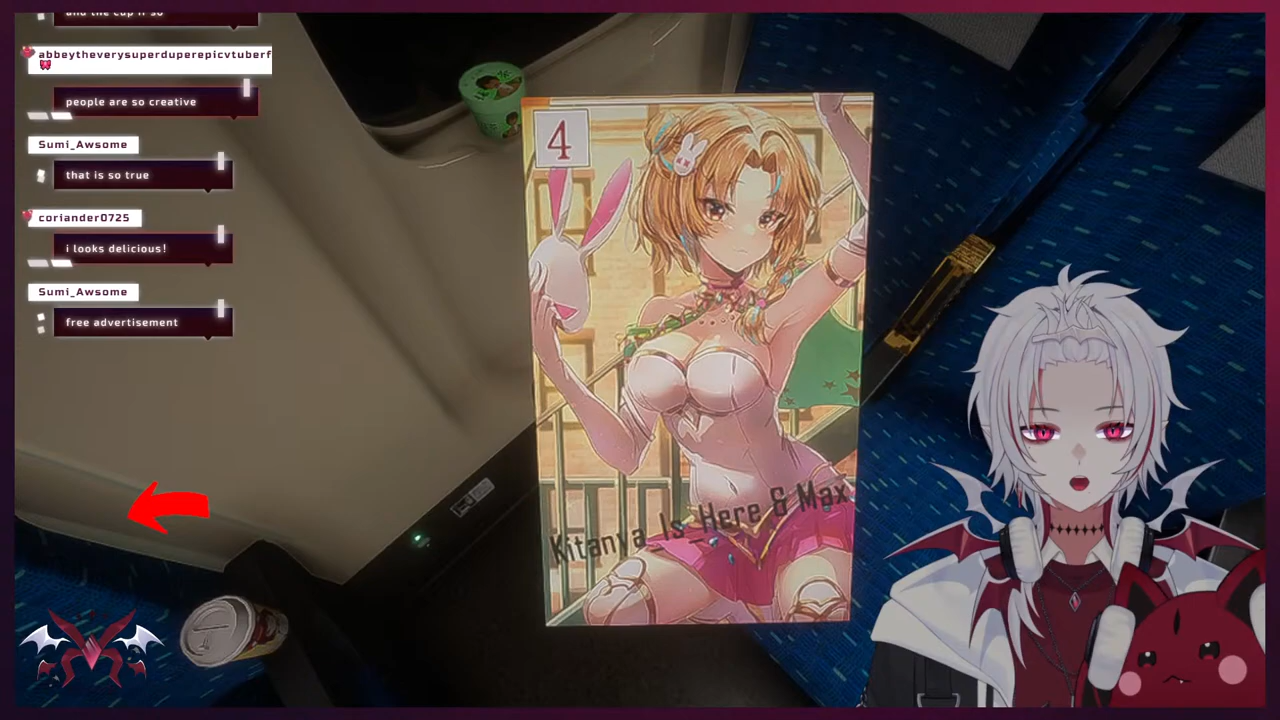 and the cup if so
abbeytheverysuperduperepicvtuberf
people are so creative
Sumi_Awsome
that is so true
coriander0725
i looks delicious!
Sumi_Awsome
free advertisement
4
Kitanya_Is_Here & Max